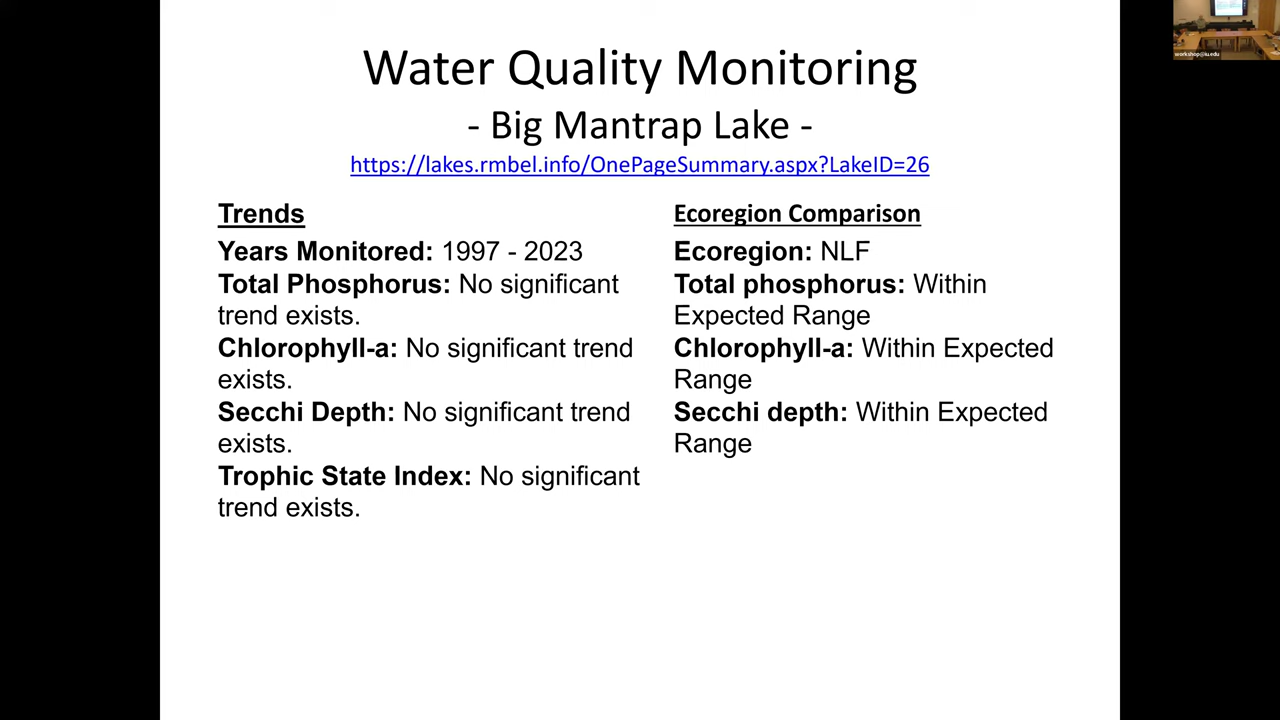 Water Quality Monitoring
- Big Mantrap Lake -
https://lakes.rmbel.info/OnePageSummary.aspx?LakeID=26
Trends
Years Monitored: 1997 - 2023
Total Phosphorus: No significant
trend exists.
Chlorophyll-a: No significant trend
exists.
Secchi Depth: No significant trend
exists.
Trophic State Index: No significant
trend exists.
Ecoregion Comparison
Ecoregion: NLF
Total phosphorus: Within
Expected Range
Chlorophyll-a: Within Expected
Range
Secchi depth: Within Expected
Range
workshop@iu.edu